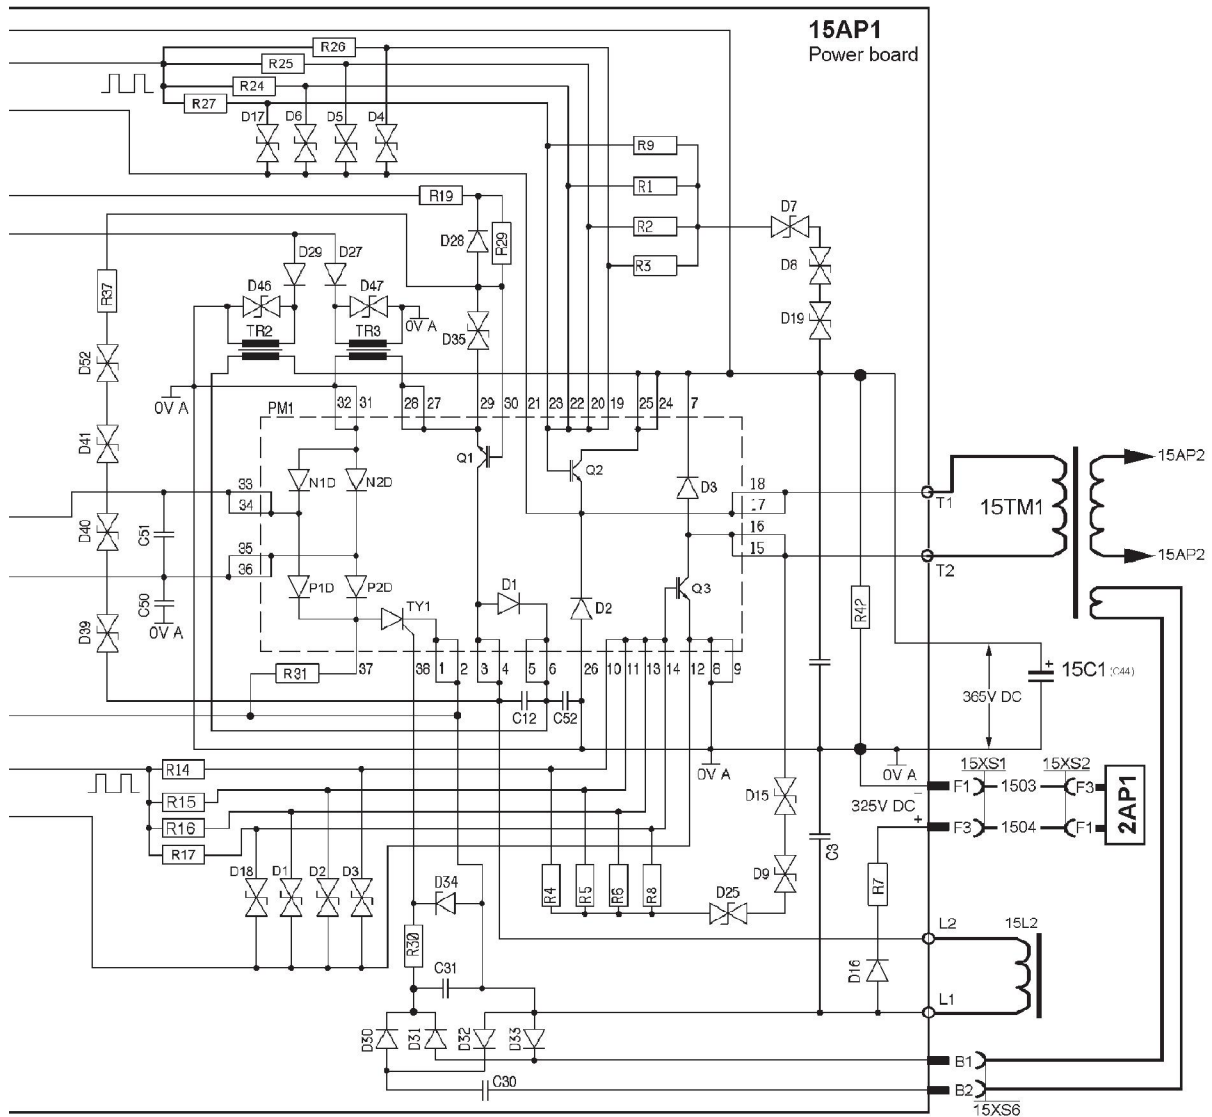 15AP1
Power board
R26
R25
R24
R27
D17 D6 D5 D4
R9
R1
R2
R3
R19
D28
R29
D7
D8
D19
D29 D27
R37
D46 D47
0V A
TR2 TR3
D35
D52
0V A
PM1
32 31 28 27 29 30 21 23 22 20 19 25 24 7
D41
Q1
Q2
N1D N2D
D3
33
34
18
17
T1
15TM1
15AP2
D40
C51
35
36
16
15
T2
15AP2
P1D P2D
TY1
D1
D2
Q3
C50
0V A
D39
R42
R31
37 38 1 2 3 4 5 6 26 10 11 13 14 12 8 9
C12 C52
365V DC
+
15C1 (C44)
0V A
0V A
15XS1 15XS2
R14
R15
R16
R17
D15
−
325V DC
+
F1 1503 F3
F3 1504 F1
2AP1
C3
D18 D1 D2 D3
D34
R4 R5 R6 R8
D25
D9
R7
R30
L2
15L2
C31
D16
L1
D30 D31 D32 D33
B1
C30
B2
15XS6